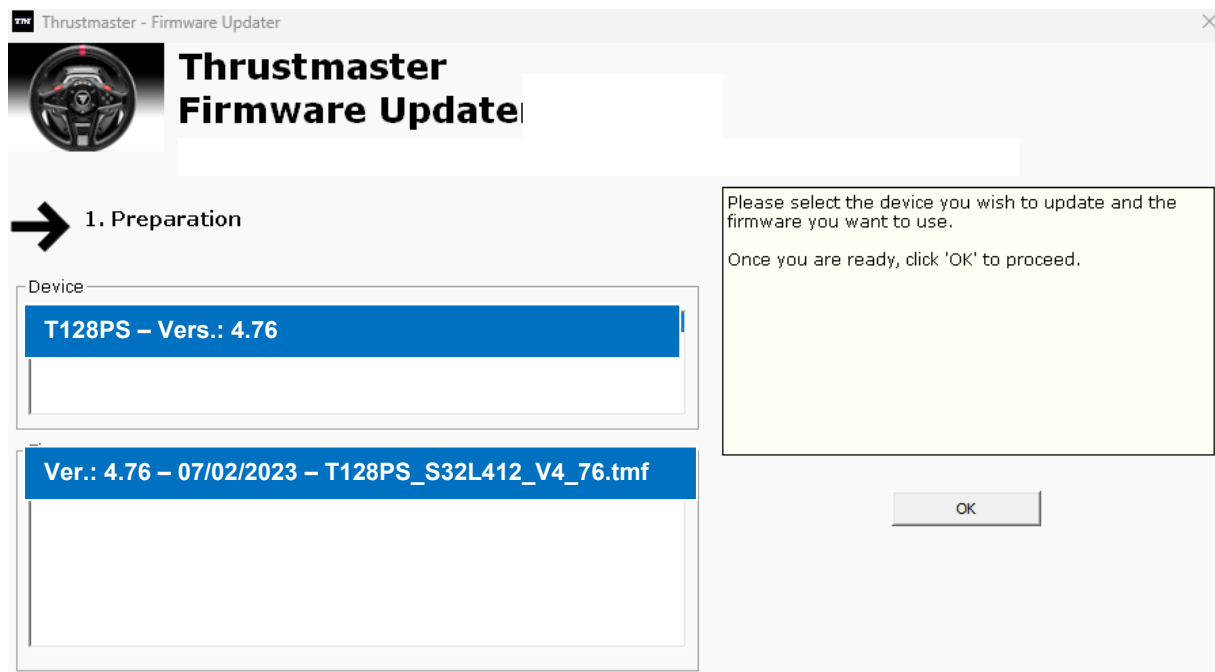 TM Thrustmaster - Firmware Updater
Thrustmaster
Firmware Updater
1. Preparation
Please select the device you wish to update and the
firmware you want to use.
Once you are ready, click 'OK' to proceed.
Device
T128PS – Vers.: 4.76
Ver.: 4.76 – 07/02/2023 – T128PS_S32L412_V4_76.tmf
OK